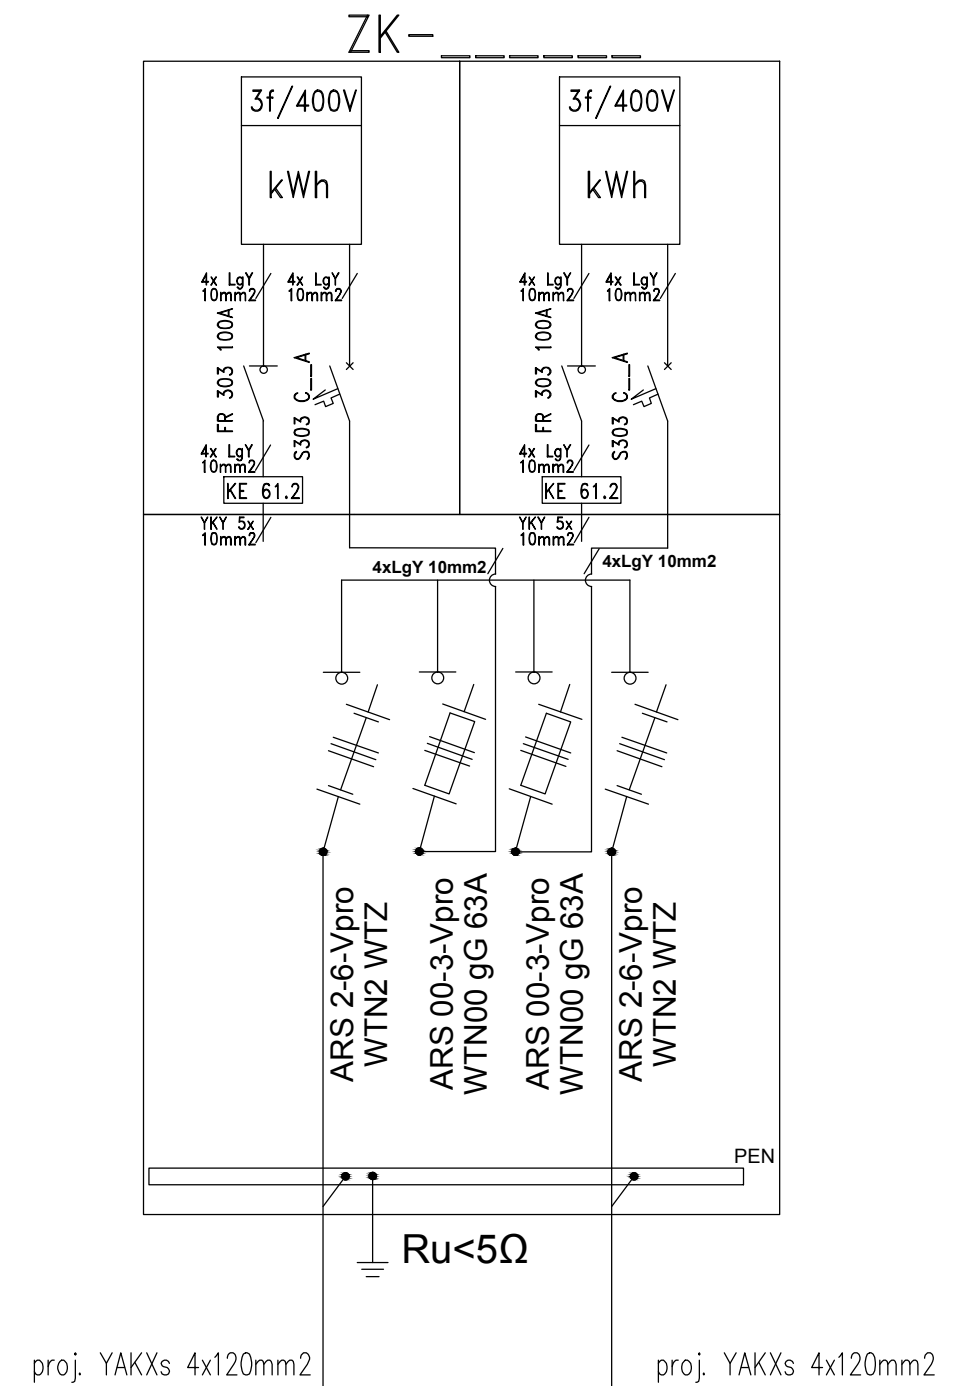 ZK-______
3f/400V
3f/400V
kWh
kWh
4x LgY
10mm2
4x LgY
10mm2
4x LgY
10mm2
4x LgY
10mm2
FR 303 100A
S303 C__A
FR 303 100A
S303 C__A
4x LgY
10mm2
4x LgY
10mm2
KE 61.2
KE 61.2
YKY 5x
10mm2
YKY 5x
10mm2
4xLgY 10mm2
4xLgY 10mm2
ARS 2-6-Vpro
WTN2 WTZ
ARS 00-3-Vpro
WTN00 gG 63A
ARS 00-3-Vpro
WTN00 gG 63A
ARS 2-6-Vpro
WTN2 WTZ
PEN
Ru<5Ω
proj. YAKXs 4x120mm2
proj. YAKXs 4x120mm2